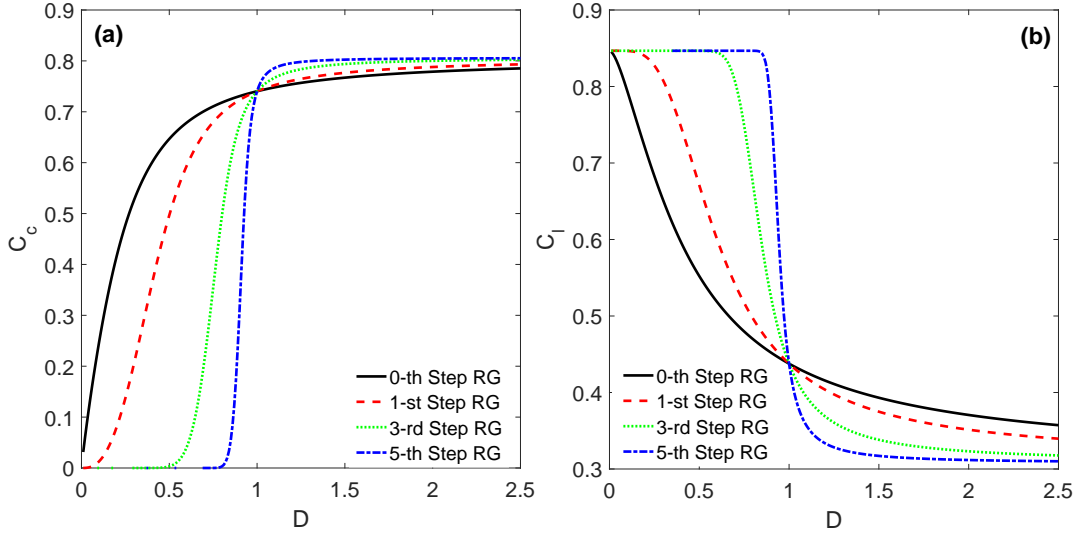 (a)
0.9
0.8
0.7
0.6
0.5
0.4
0.3
0.2
0.1
0
C_c
0 0.5 1 1.5 2 2.5
D
0-th Step RG
1-st Step RG
3-rd Step RG
5-th Step RG
(b)
0.9
0.8
0.7
0.6
0.5
0.4
0.3
C_l
0 0.5 1 1.5 2 2.5
D
0-th Step RG
1-st Step RG
3-rd Step RG
5-th Step RG